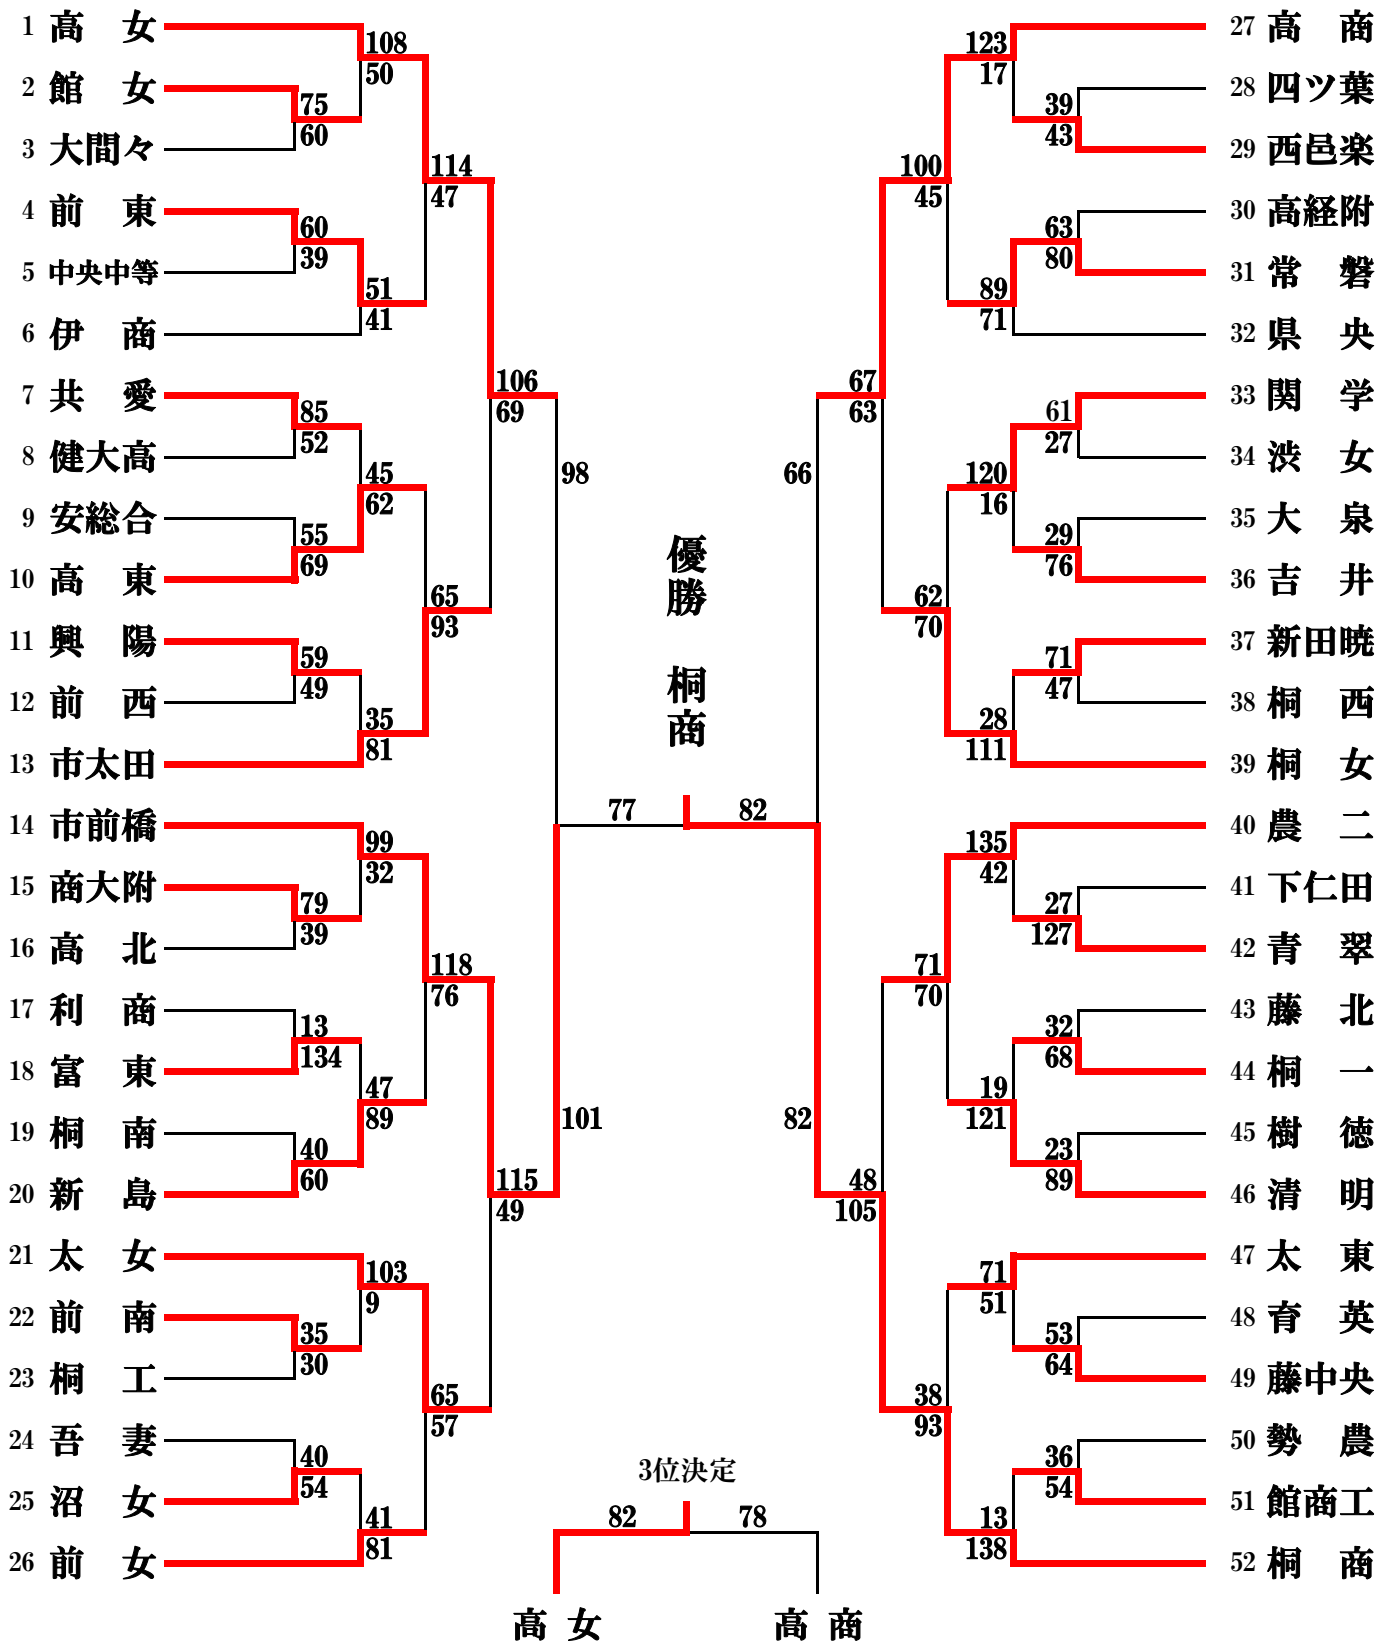 1 高 女
2 館 女
3 大間々
4 前 東
5 中央中等
6 伊 商
7 共 愛
8 健大高
9 安総合
10 高 東
11 興 陽
12 前 西
13 市太田
14 市前橋
15 商大附
16 高 北
17 利 商
18 富 東
19 桐 南
20 新 島
21 太 女
22 前 南
23 桐 工
24 吾 妻
25 沼 女
26 前 女
75
60
60
39
85
52
55
69
59
49
79
39
13
134
40
60
35
30
40
54
108
50
51
41
45
62
35
81
99
32
47
89
103
9
41
81
114
47
65
93
118
76
65
57
106
69
115
49
98
101
優勝 桐商
77
82
3位決定
82
78
高女
高商
66
82
67
63
48
105
100
45
62
70
71
70
38
93
123
17
89
71
120
16
28
111
135
42
19
121
71
51
13
138
39
43
63
80
61
27
29
76
71
47
27
127
32
68
23
89
53
64
36
54
27 高 商
28 四ツ葉
29 西邑楽
30 高経附
31 常 磐
32 県 央
33 関 学
34 渋 女
35 大 泉
36 吉 井
37 新田暁
38 桐 西
39 桐 女
40 農 二
41 下仁田
42 青 翠
43 藤 北
44 桐 一
45 樹 徳
46 清 明
47 太 東
48 育 英
49 藤中央
50 勢 農
51 館商工
52 桐 商